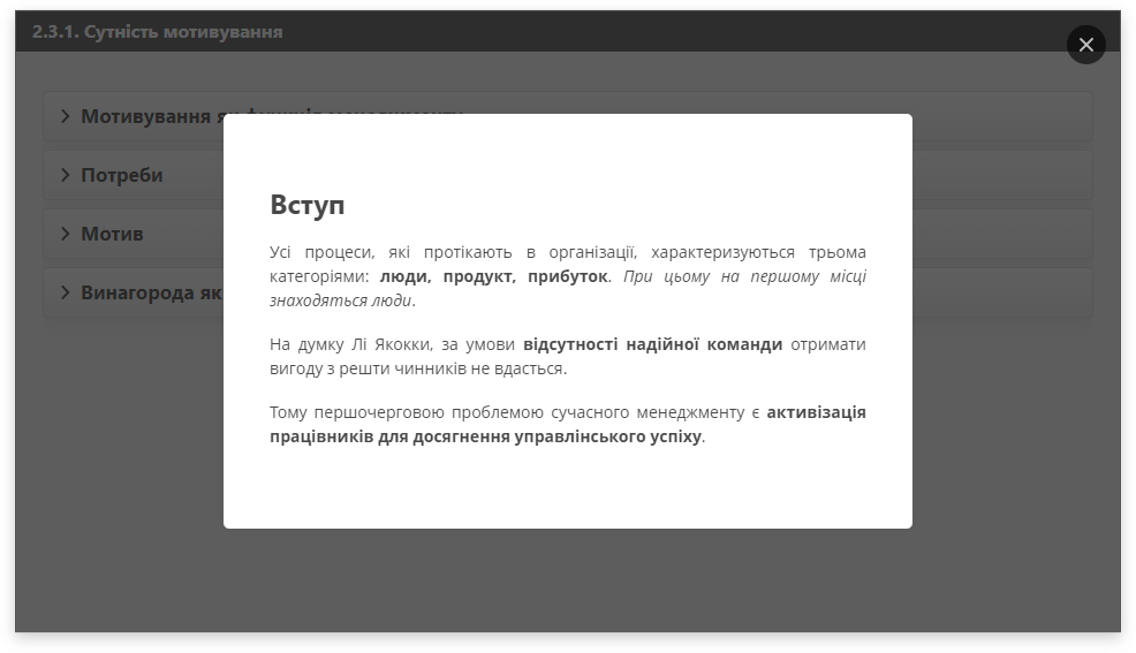 2.3.1. Сутність мотивування
Мотивування
Потреби
Мотив
Винагорода як
Вступ
Усі процеси, які протікають в організації, характеризуються трьома
категоріями: люди, продукт, прибуток. При цьому на першому місці
знаходяться люди.
На думку Лі Якокки, за умови відсутності надійної команди отримати
вигоду з решти чинників не вдасться.
Тому першочерговою проблемою сучасного менеджменту є активізація
працівників для досягнення управлінського успіху.